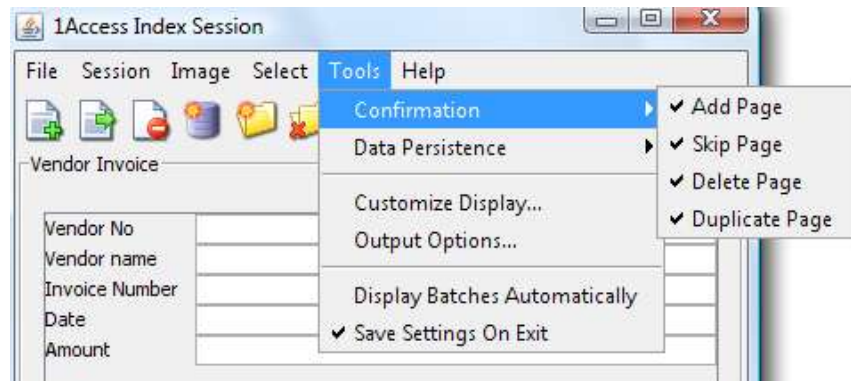 1Access Index Session
File Session Image Select Tools Help
Confirmation
Add Page
Skip Page
Delete Page
Duplicate Page
Data Persistence
Customize Display...
Output Options...
Display Batches Automatically
Save Settings On Exit
Vendor Invoice
Vendor No
Vendor name
Invoice Number
Date
Amount